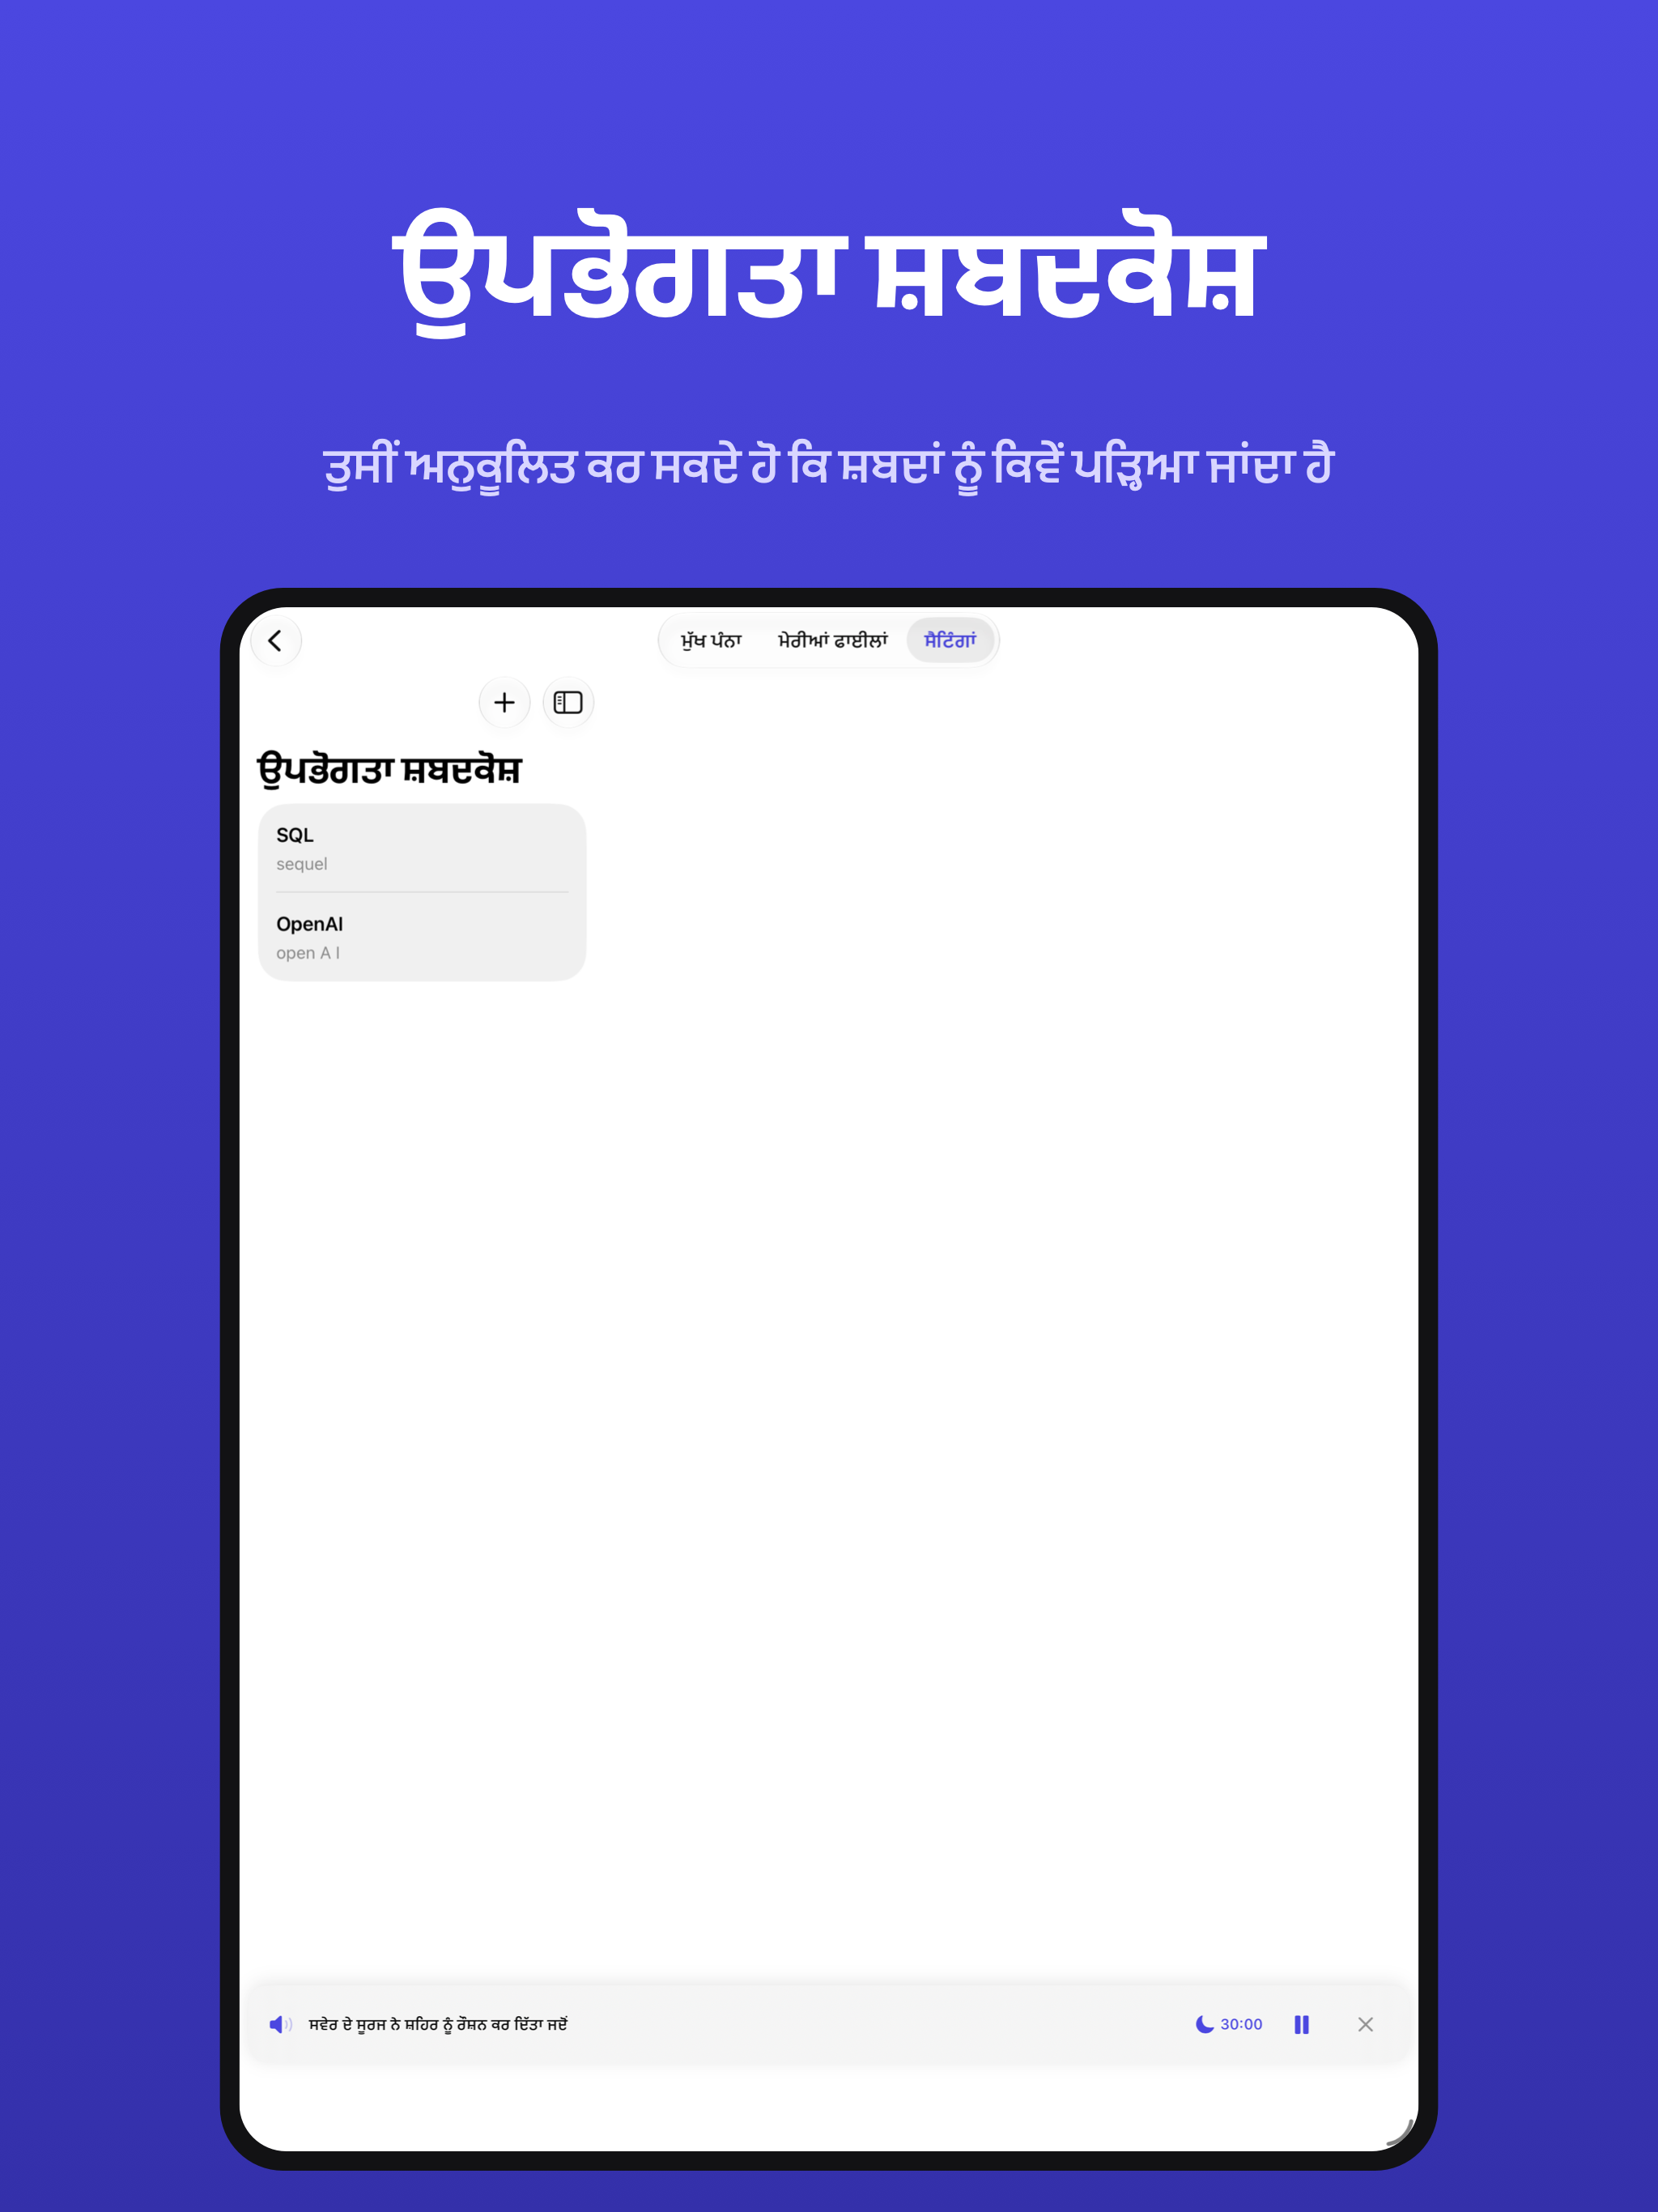 ਉਪਭੋਗਤਾ ਸ਼ਬਦਕੋਸ਼
ਤੁਸੀਂ ਅਨੁਕੂਲਿਤ ਕਰ ਸਕਦੇ ਹੋ ਕਿ ਸ਼ਬਦਾਂ ਨੂੰ ਕਿਵੇਂ ਪੜ੍ਹਿਆ ਜਾਂਦਾ ਹੈ
ਮੁੱਖ ਪੰਨਾ ਮੇਰੀਆਂ ਫਾਈਲਾਂ ਸੈਟਿੰਗਾਂ
ਉਪਭੋਗਤਾ ਸ਼ਬਦਕੋਸ਼
SQL
sequel
OpenAI
open A I
ਸਵੇਰ ਦੇ ਸੂਰਜ ਨੇ ਸ਼ਹਿਰ ਨੂੰ ਰੌਸ਼ਨ ਕਰ ਦਿੱਤਾ ਜਦੋਂ 30:00